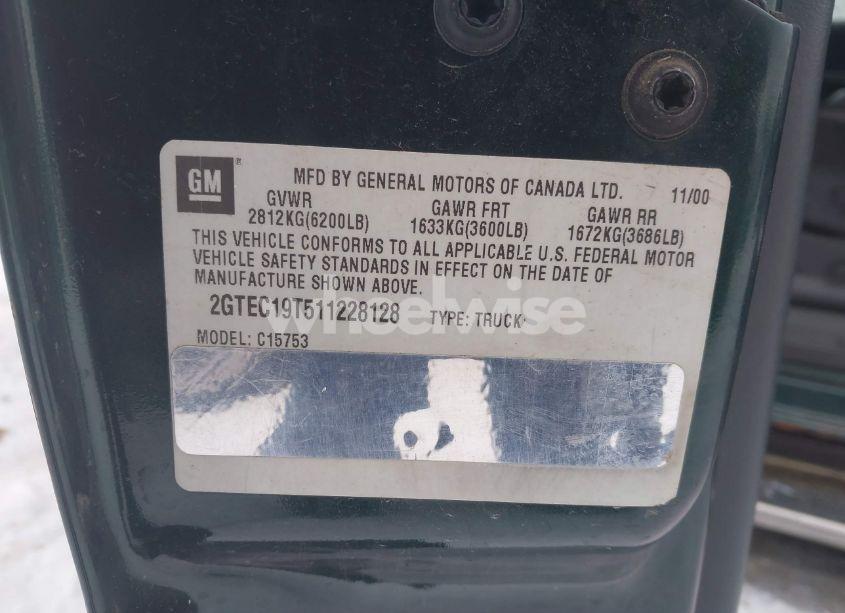 GM
MFD BY GENERAL MOTORS OF CANADA LTD. 11/00
GVWR GAWR FRT GAWR RR
2812KG(6200LB) 1633KG(3600LB) 1672KG(3686LB)
THIS VEHICLE CONFORMS TO ALL APPLICABLE U.S. FEDERAL MOTOR
VEHICLE SAFETY STANDARDS IN EFFECT ON THE DATE OF
MANUFACTURE SHOWN ABOVE.
2GTEC19T511228128 TYPE: TRUCK
wheelwise
MODEL: C15753